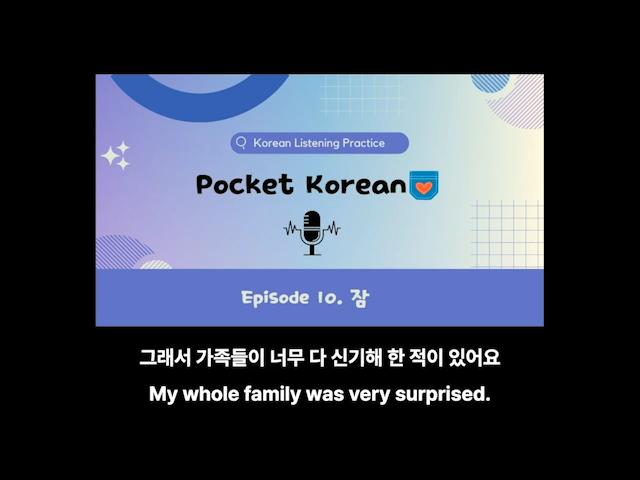 Korean Listening Practice
Pocket Korean
Episode 10. 잠
그래서 가족들이 너무 다 신기해 한 적이 있어요
My whole family was very surprised.